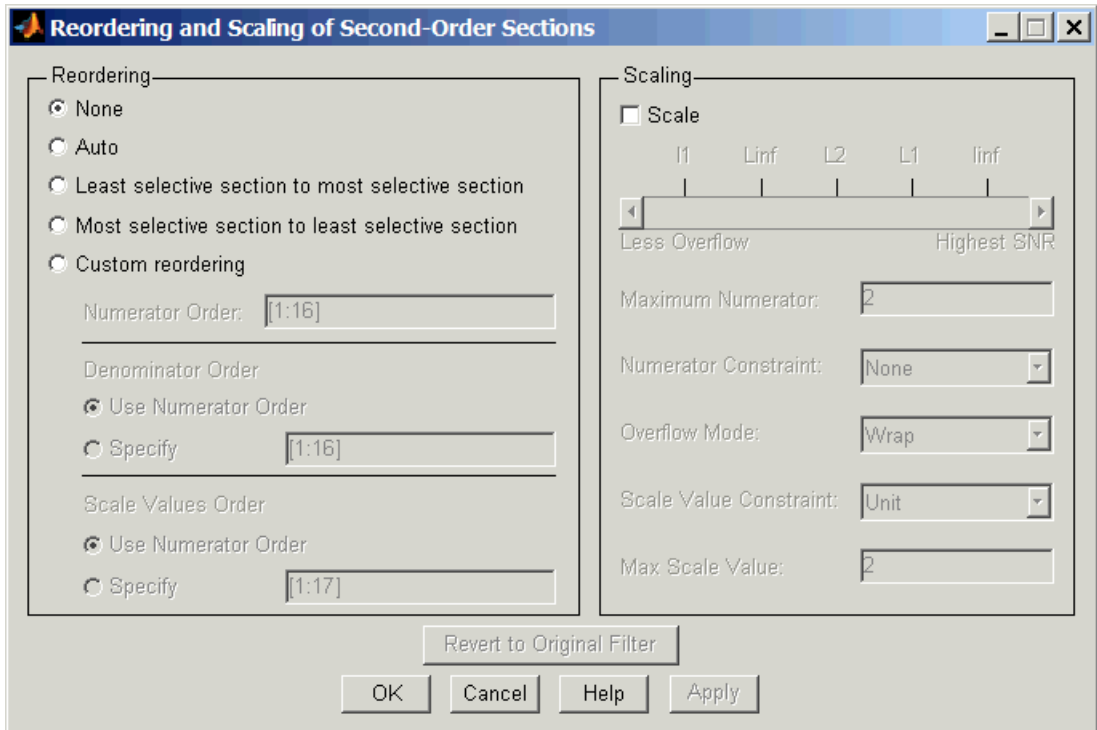 Reordering and Scaling of Second-Order Sections
Reordering
None
Auto
Least selective section to most selective section
Most selective section to least selective section
Custom reordering
Numerator Order: [1:16]
Denominator Order
Use Numerator Order
Specify [1:16]
Scale Values Order
Use Numerator Order
Specify [1:17]
Scaling
Scale
l1 Linf L2 L1 linf
Less Overflow Highest SNR
Maximum Numerator: 2
Numerator Constraint: None
Overflow Mode: Wrap
Scale Value Constraint: Unit
Max Scale Value: 2
Revert to Original Filter
OK Cancel Help Apply